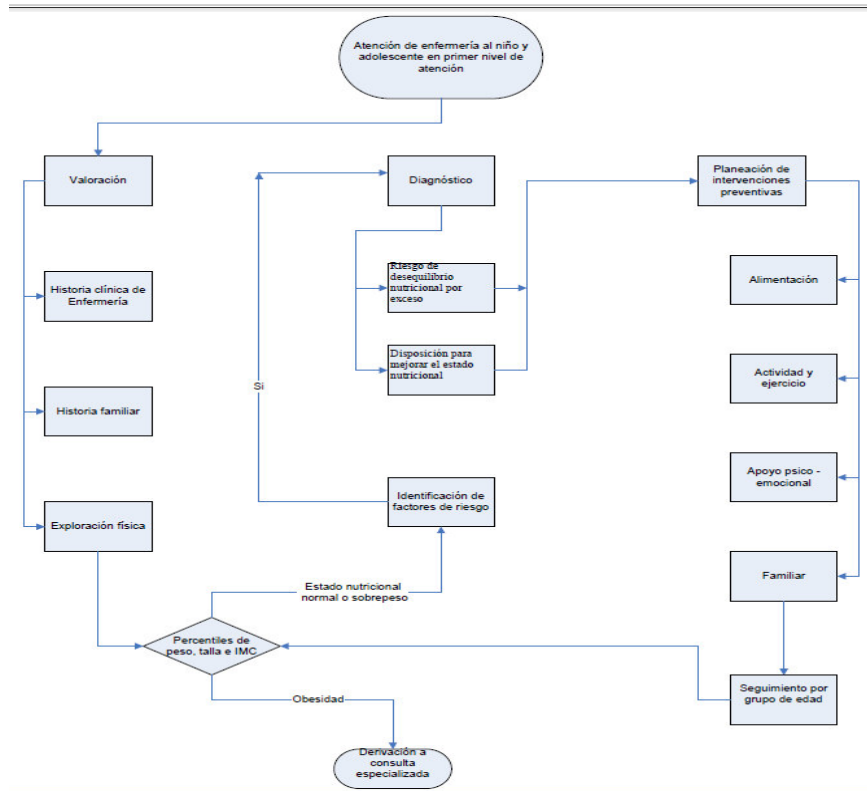 Atención de enfermería al niño y
adolescente en primer nivel de
atención
Valoración
Diagnóstico
Planeación de
intervenciones
preventivas
Historia clínica de
Enfermería
Riesgo de
desequilibrio
nutricional por
exceso
Alimentación
Disposición para
mejorar el estado
nutricional
Actividad y
ejercicio
Si
Historia familiar
Apoyo psico -
emocional
Identificación de
factores de riesgo
Exploración física
Familiar
Estado nutricional
normal o sobrepeso
Percentiles de
peso, talla e IMC
Seguimiento por
grupo de edad
Obesidad
Derivación a
consulta
especializada